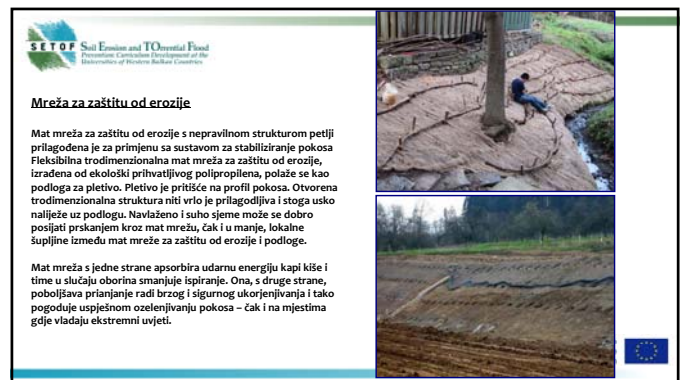 SETOF Soil Erosion and TOrrential Flood
Prevention: Curriculum Development at the
Universities of Western Balkan Countries
Mreža za zaštitu od erozije
Mat mreža za zaštitu od erozije s nepravilnom strukturom petlji
prilagođena je za primjenu sa sustavom za stabiliziranje pokosa
Fleksibilna trodimenzionalna mat mreža za zaštitu od erozije,
izrađena od ekološki prihvatljivog polipropilena, polaže se kao
podloga za pletivo. Pletivo je pritišće na profil pokosa. Otvorena
trodimenzionalna struktura niti vrlo je prilagodljiva i stoga usko
naliježe uz podlogu. Navlaženo i suho sjeme može se dobro
posijati prskanjem kroz mat mrežu, čak i u manje, lokalne
šupljine između mat mreže za zaštitu od erozije i podloge.
Mat mreža s jedne strane apsorbira udarnu energiju kapi kiše i
time u slučaju oborina smanjuje ispiranje. Ona, s druge strane,
poboljšava prianjanje radi brzog i sigurnog ukorjenjivanja i tako
pogoduje uspješnom ozelenjivanju pokosa – čak i na mjestima
gdje vladaju ekstremni uvjeti.